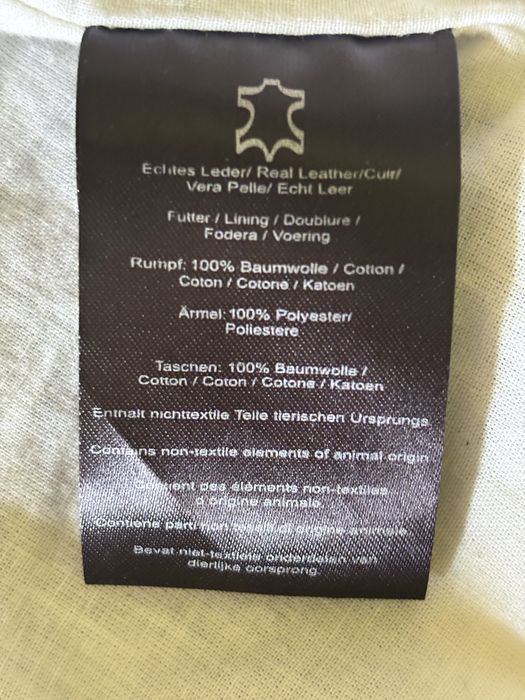 Echtes Leder/ Real Leather/Cuir/
Vera Pelle/ Echt Leer
Futter / Lining / Doublure /
Fodera / Voering
Rumpf: 100% Baumwolle / Cotton /
Coton / Cotone / Katoen
Ärmel: 100% Polyester/
Poliestere
Taschen: 100% Baumwolle /
Cotton / Coton / Cotone / Katoen
Enthält nichttextile Teile tierischen Ursprungs
Contains non-textile elements of animal origin
Contient des éléments non-textiles
d'origine animale.
Contiene parti non tessili di origine animale
Bevat niet-textiele onderdelen van
dierlijke oorsprong.